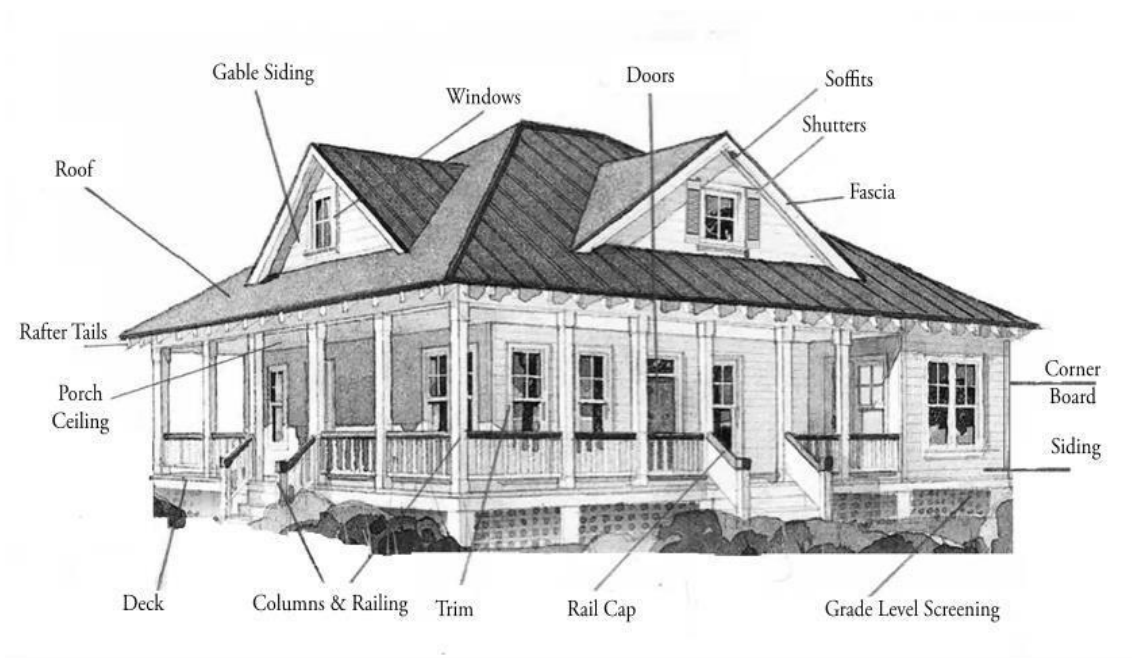 Gable Siding
Windows
Doors
Soffits
Shutters
Roof
Fascia
Rafter Tails
Porch
Ceiling
Corner
Board
Siding
Deck
Columns & Railing
Trim
Rail Cap
Grade Level Screening